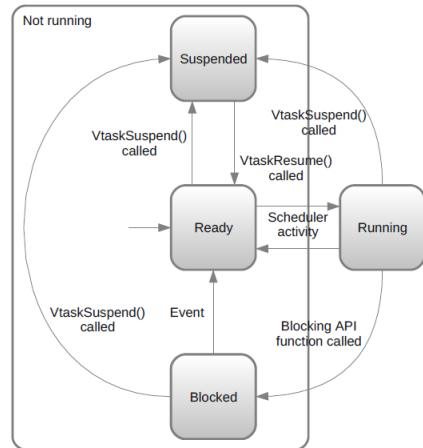 Not running
Suspended
VtaskSuspend()
called
VtaskResume()
called
VtaskSuspend()
called
Ready
Scheduler
activity
Running
VtaskSuspend()
called
Event
Blocking API
function called
Blocked